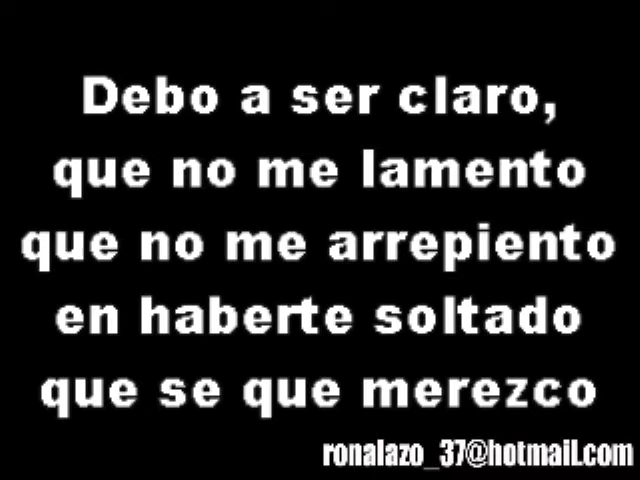 Debo a ser claro,
que no me lamento
que no me arrepiento
en haberte soltado
que se que merezco
ronalazo_37@hotmail.com